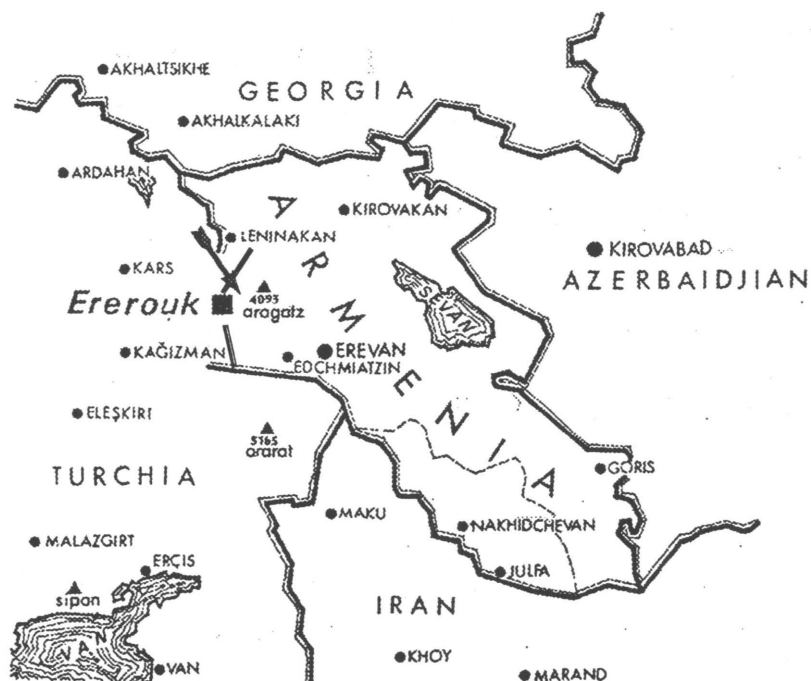 AKHALTSIKHE
GEORGIA
AKHALKALAKI
ARDAHAN
KIROVAKAN
LENINAKAN
KIROVABAD
KARS
AZERBAIDJIAN
SEVAN
4093
aragatz
Ererouk
ARMENIA
EREVAN
KAĞIZMAN
EDCHMIATZIN
ELEŞKIRT
5165
ararat
GORIS
TURCHIA
MAKU
NAKHIDCHEVAN
MALAZGIRT
ERÇIS
JULFA
sipan
IRAN
VAN
KHOY
VAN
MARAND